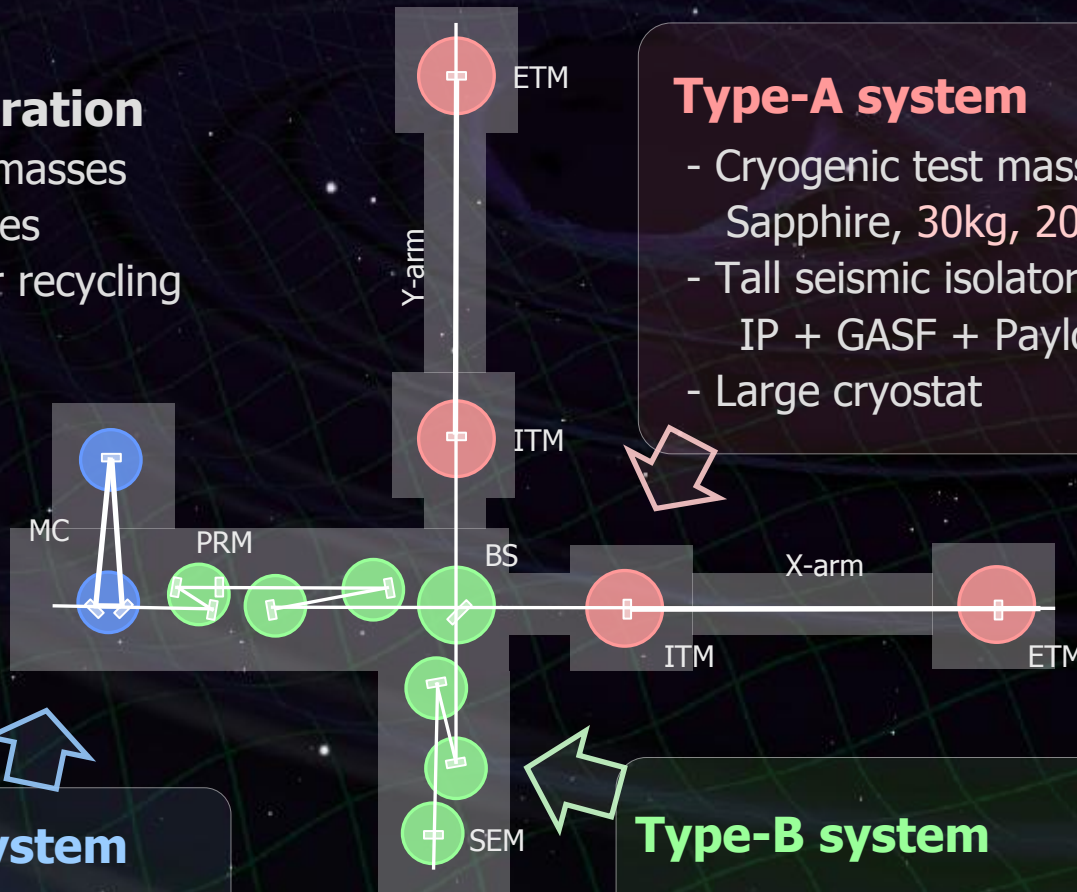 ration
masses
es
r recycling
ETM
Y-arm
ITM
Type-A system
- Cryogenic test mass
Sapphire, 30kg, 20
- Tall seismic isolator
IP + GASF + Paylo
- Large cryostat
MC
PRM
BS
X-arm
ITM
ETM
SEM
ystem
Type-B system